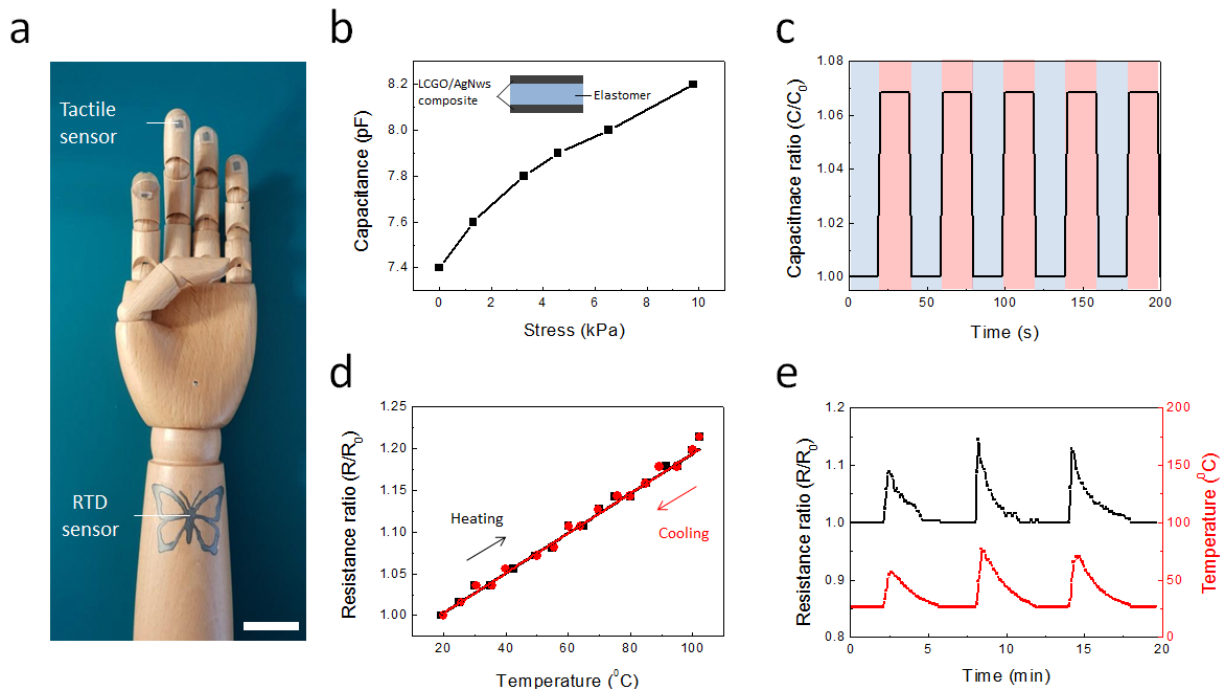 a
Tactile
sensor
RTD
sensor
b
Capacitance (pF)
8.2
8.0
7.8
7.6
7.4
LCGO/AgNws
composite
Elastomer
0 2 4 6 8 10
Stress (kPa)
c
Capacitnace ratio (C/C0)
1.08
1.06
1.04
1.02
1.00
0 50 100 150 200
Time (s)
d
Resistance ratio (R/R0)
1.25
1.20
1.15
1.10
1.05
1.00
Heating
Cooling
20 40 60 80 100
Temperature (⁰C)
e
Resistance ratio (R/R0)
1.2
1.1
1.0
0.9
0.8
200
150
100
50
0
Temperature (⁰C)
0 5 10 15 20
Time (min)